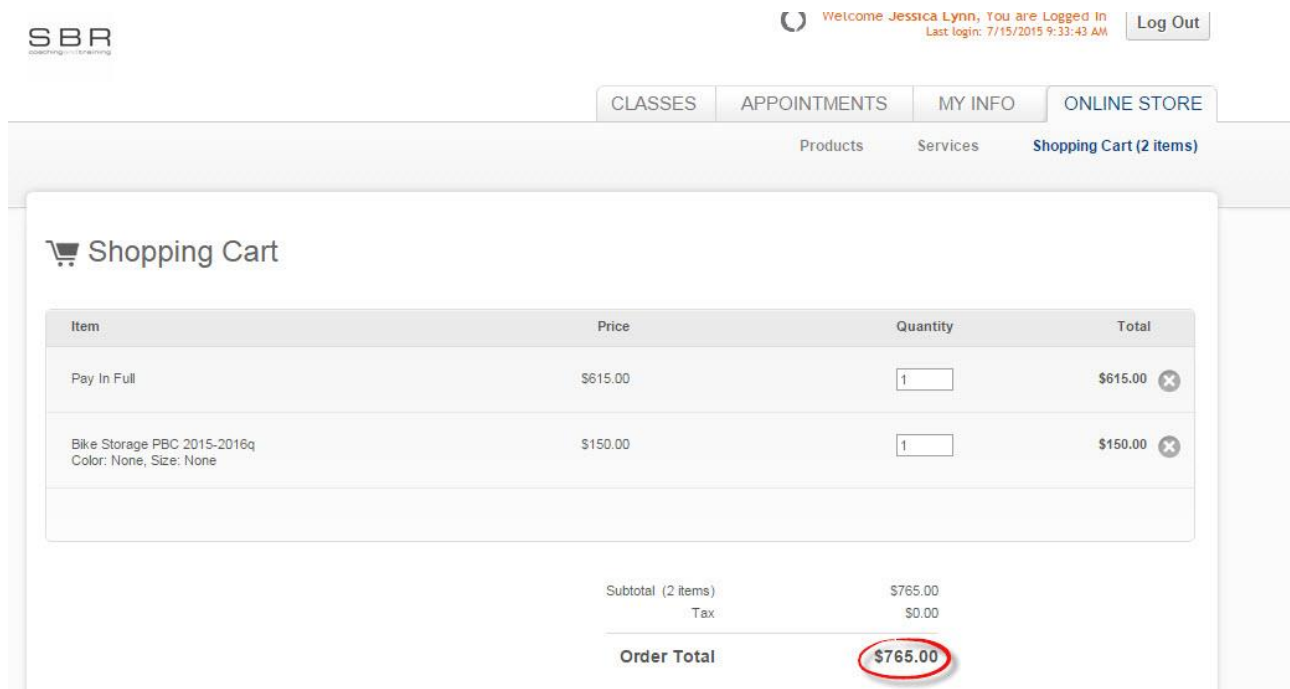 SBR
coaching and training
Welcome Jessica Lynn, You are Logged In
Last login: 7/15/2015 9:33:43 AM
Log Out
CLASSES APPOINTMENTS MY INFO ONLINE STORE
Products Services Shopping Cart (2 items)
Shopping Cart
Item Price Quantity Total
Pay In Full $615.00 1 $615.00
Bike Storage PBC 2015-2016q $150.00 1 $150.00
Color: None, Size: None
Subtotal (2 items) $765.00
Tax $0.00
Order Total $765.00